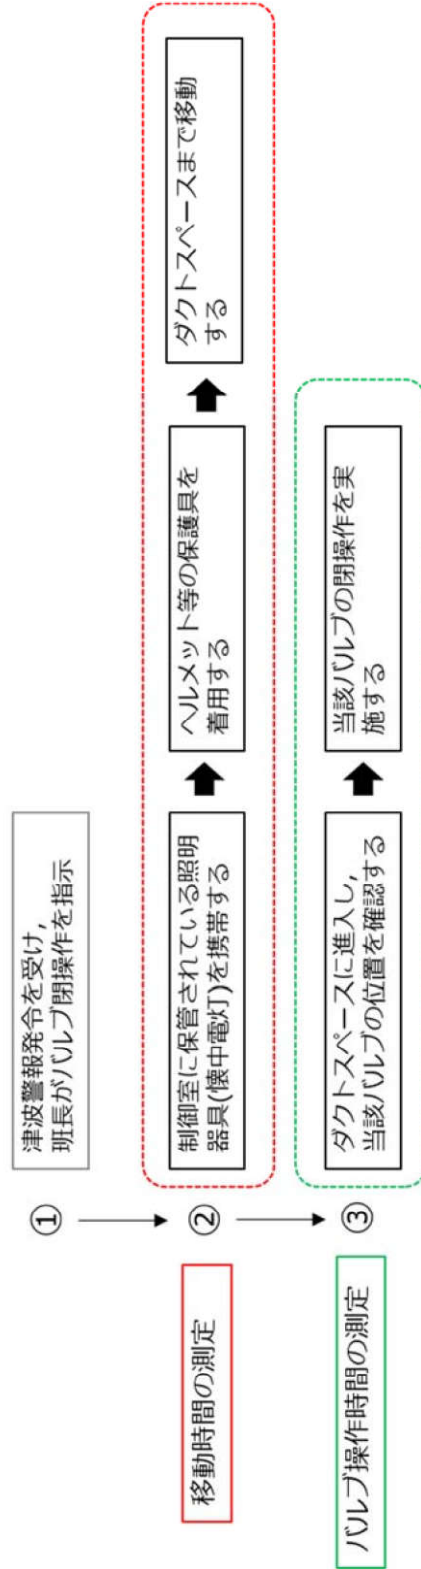 ①
津波警報発令を受け,
班長がバルブ閉操作を指示
移動時間の測定
②
制御室に保管されている照明
器具(懐中電灯)を携帯する
ヘルメット等の保護具を
着用する
ダクトスペースまで移動
する
バルブ操作時間の測定
③
ダクトスペースに進入し,
当該バルブの位置を確認する
当該バルブの閉操作を実
施する